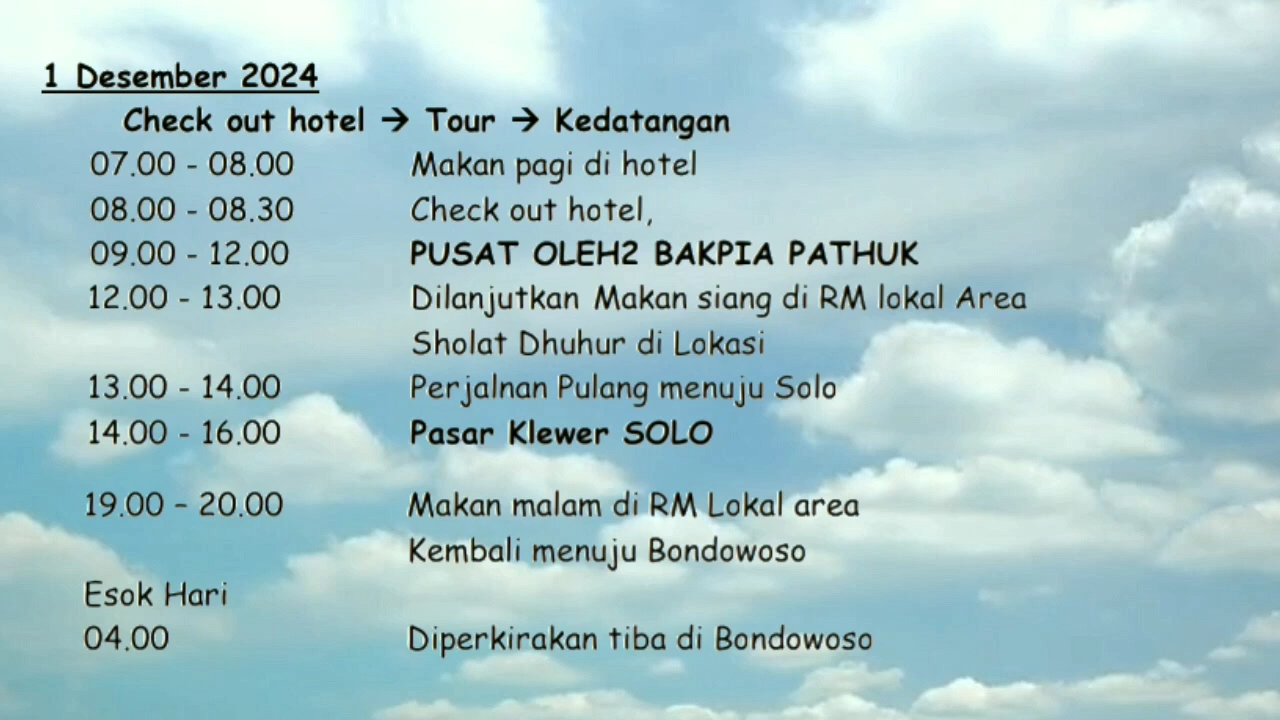 1 Desember 2024
Check out hotel → Tour → Kedatangan
07.00 - 08.00 Makan pagi di hotel
08.00 - 08.30 Check out hotel,
09.00 - 12.00 PUSAT OLEH2 BAKPIA PATHUK
12.00 - 13.00 Dilanjutkan Makan siang di RM lokal Area
Sholat Dhuhur di Lokasi
13.00 - 14.00 Perjalnan Pulang menuju Solo
14.00 - 16.00 Pasar Klewer SOLO
19.00 – 20.00 Makan malam di RM Lokal area
Kembali menuju Bondowoso
Esok Hari
04.00 Diperkirakan tiba di Bondowoso